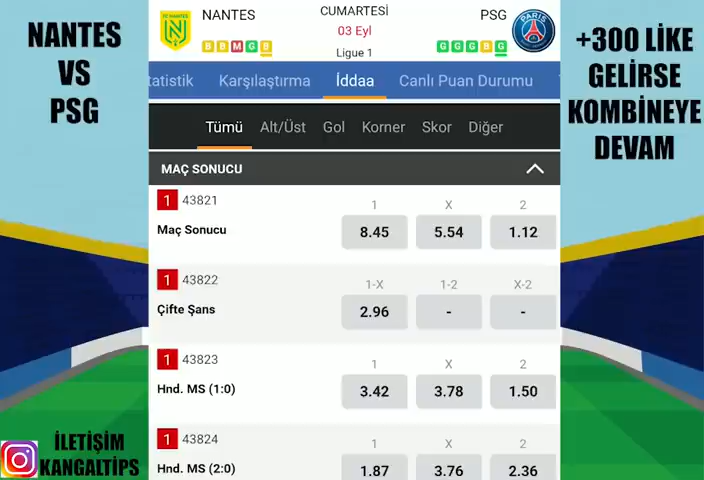 NANTES
VS
PSG
NANTES
CUMARTESİ
03 Eyl
Ligue 1
PSG
B B M G B
G G G B G
+300 LİKE
GELİRSE
KOMBİNEYE
DEVAM
tatistik Karşılaştırma İddaa Canlı Puan Durumu
Tümü Alt/Üst Gol Korner Skor Diğer
MAÇ SONUCU
1 43821
Maç Sonucu
1 X 2
8.45 5.54 1.12
1 43822
Çifte Şans
1-X 1-2 X-2
2.96 - -
1 43823
Hnd. MS (1:0)
1 X 2
3.42 3.78 1.50
1 43824
Hnd. MS (2:0)
1 X 2
1.87 3.76 2.36
İLETİŞİM
KANGALTİPS